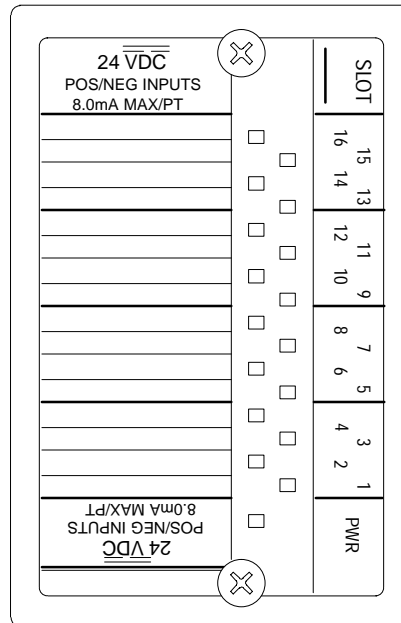 24 VDC
POS/NEG INPUTS
8.0mA MAX/PT
SLOT
16 15
14 13
12 11
10 9
8 7
6 5
4 3
2 1
PWR
24 VDC
POS/NEG INPUTS
8.0mA MAX/PT